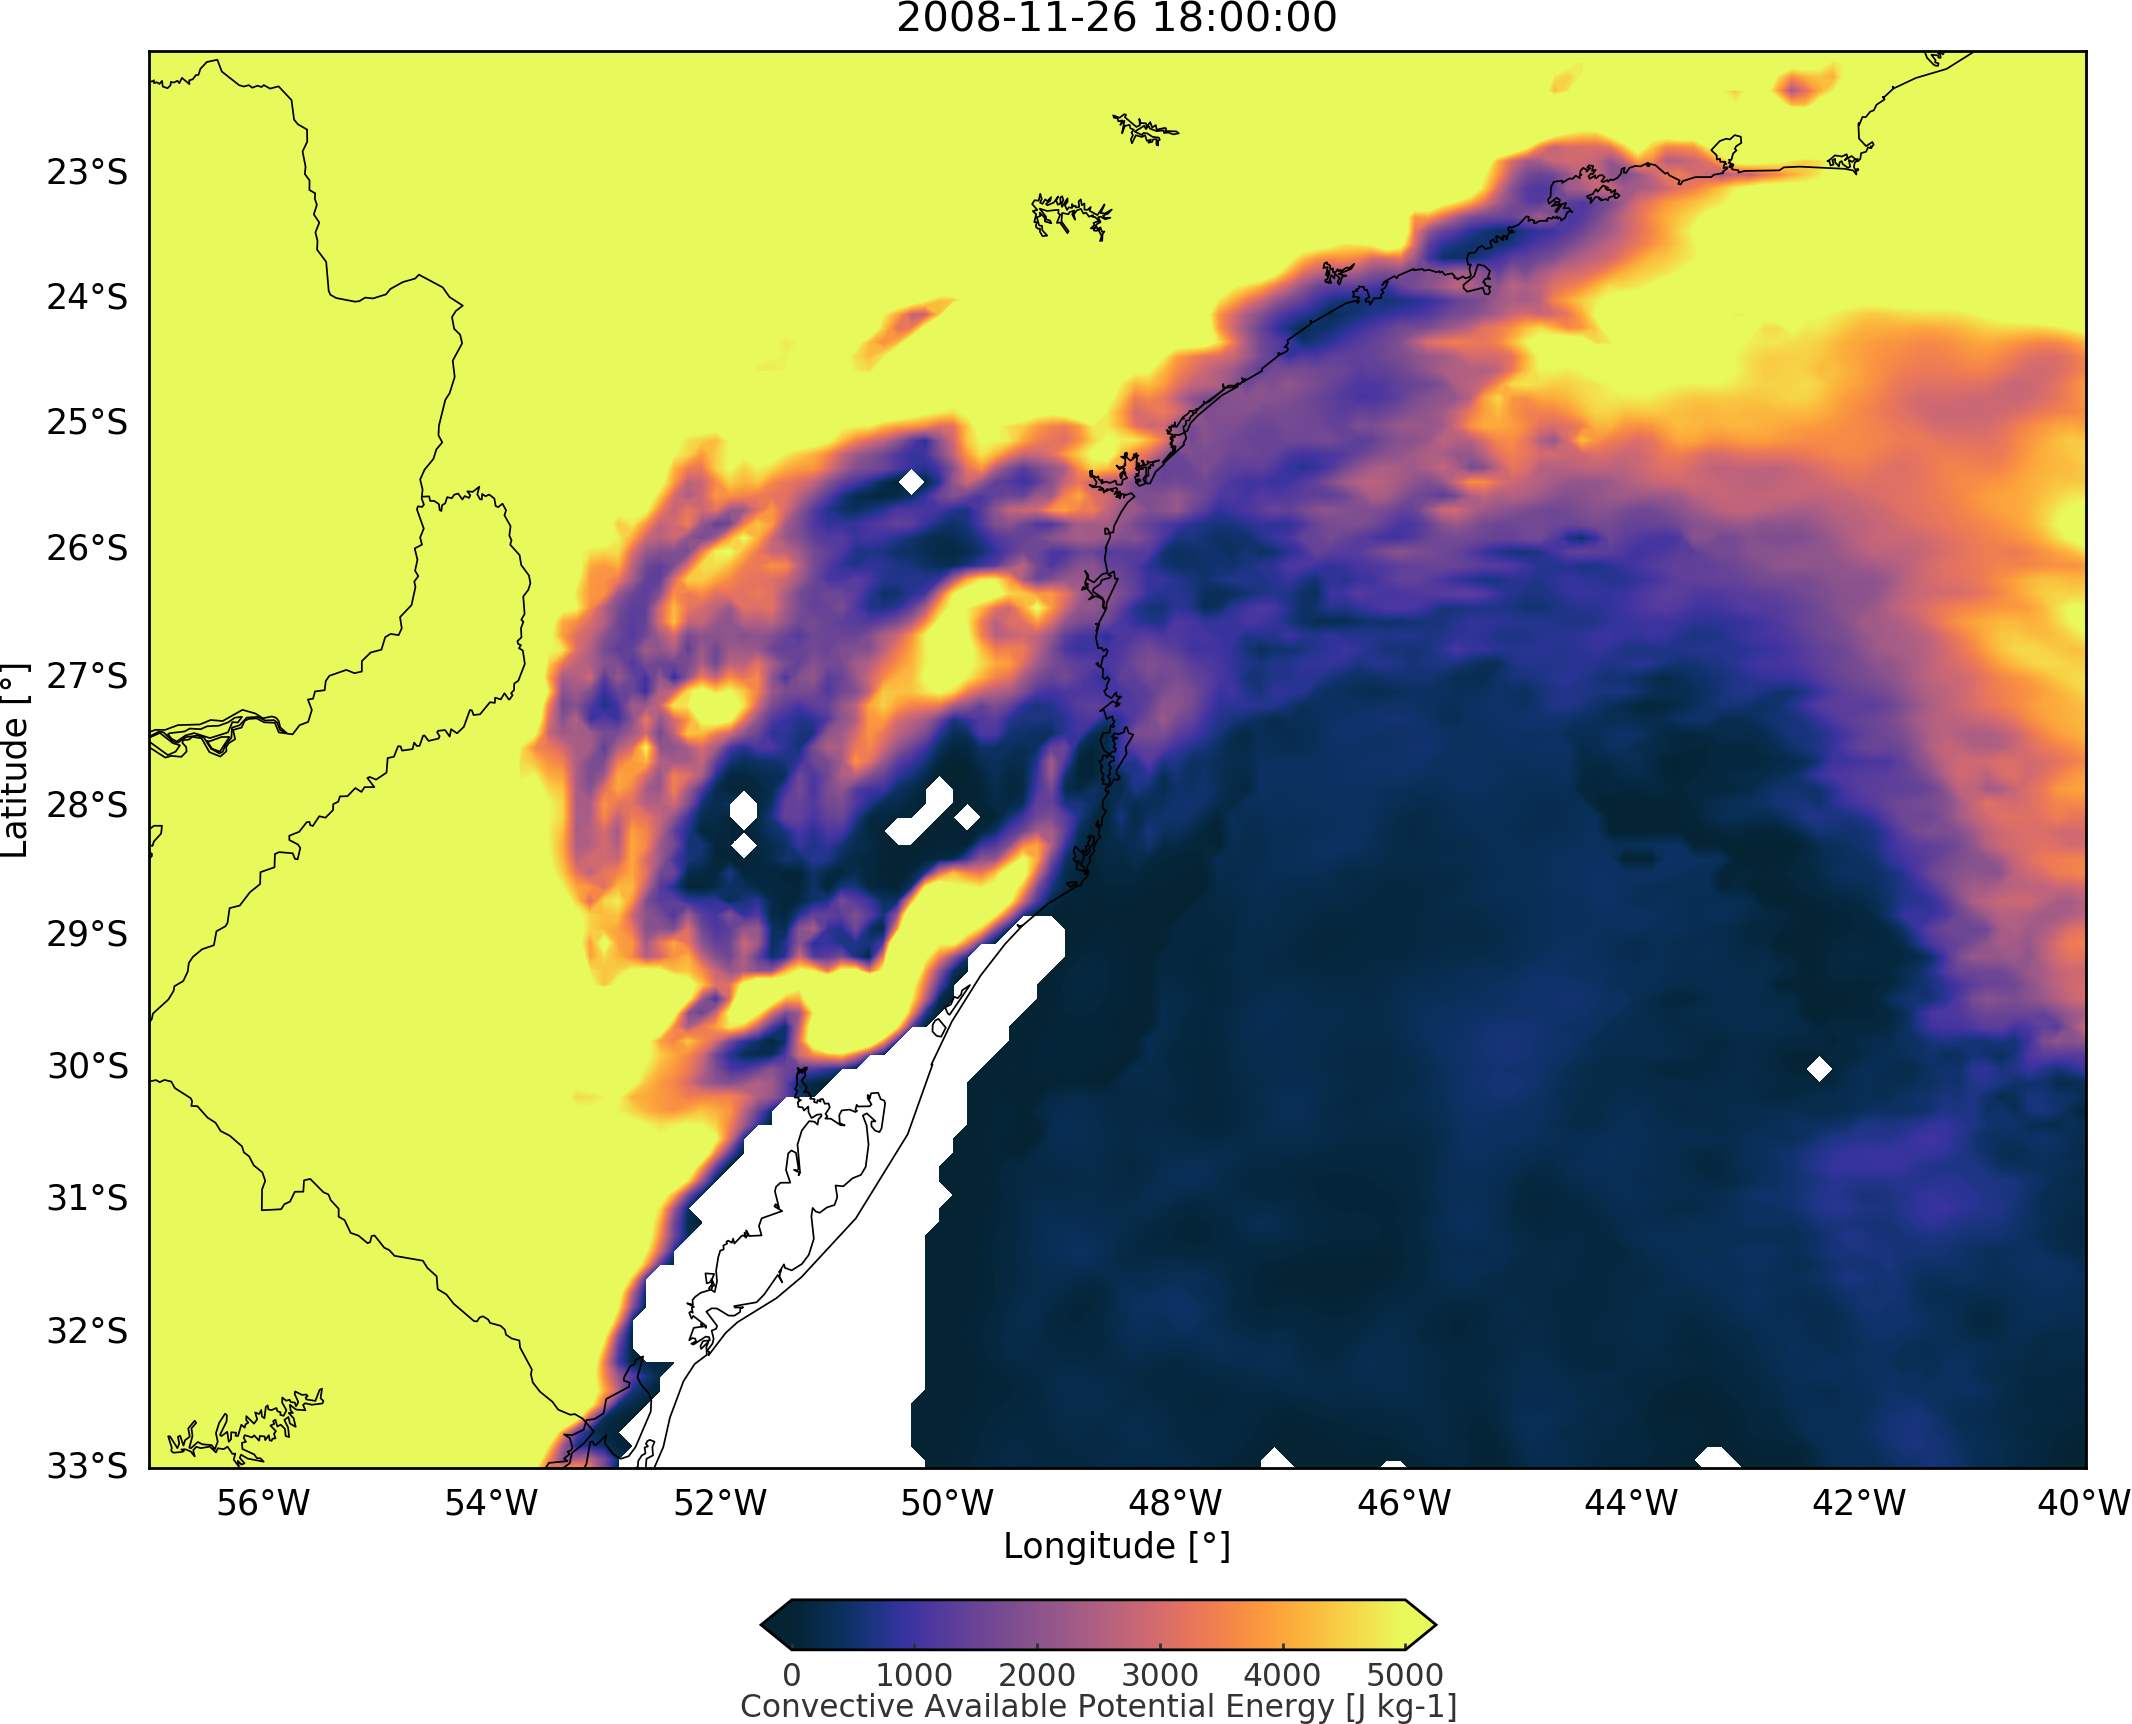 2008-11-26 18:00:00
23°S
24°S
25°S
26°S
27°S
28°S
29°S
30°S
31°S
32°S
33°S
Latitude [°]
56°W 54°W 52°W 50°W 48°W 46°W 44°W 42°W 40°W
Longitude [°]
0 1000 2000 3000 4000 5000
Convective Available Potential Energy [J kg-1]